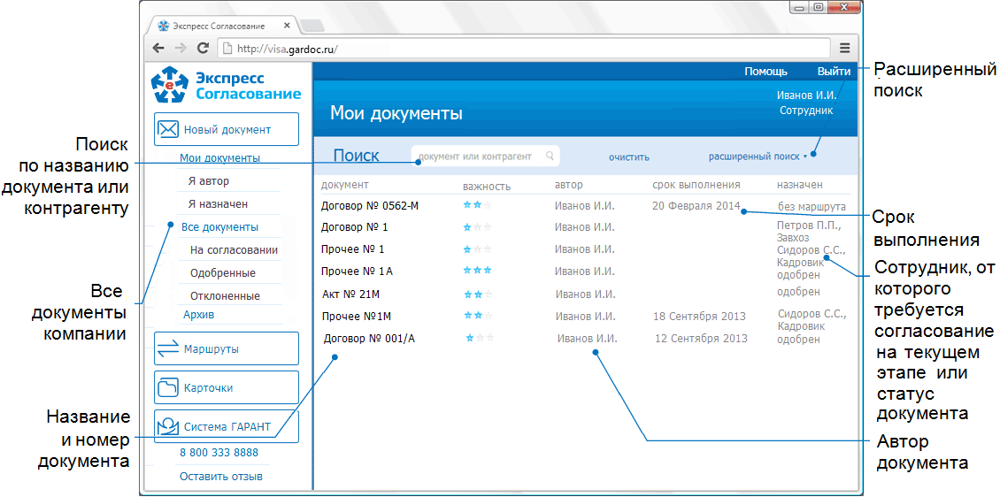 Экспресс Согласование
http://visa.gardoc.ru/
Экспресс
Согласование
Помощь Выйти
Иванов И.И.
Сотрудник
Мои документы
Новый документ
Мои документы
Я автор
Я назначен
Все документы
На согласовании
Одобренные
Отклоненные
Архив
Маршруты
Карточки
Система ГАРАНТ
8 800 333 8888
Оставить отзыв
Поиск документ или контрагент очистить расширенный поиск
документ важность автор срок выполнения назначен
Договор № 0562-М Иванов И.И. 20 Февраля 2014 без маршрута
Договор № 1 Иванов И.И. Петров П.П.,
Завхоз
Прочее № 1 Иванов И.И. Сидоров С.С.,
Кадровик
Прочее № 1А Иванов И.И. одобрен
Акт № 21М Иванов И.И. одобрен
Прочее №1М Иванов И.И. 18 Сентября 2013 Сидоров С.С.,
Кадровик
Договор № 001/А Иванов И.И. 12 Сентября 2013 одобрен
Поиск
по названию
документа или
контрагенту
Все
документы
компании
Название
и номер
документа
Расширенный
поиск
Срок
выполнения
Сотрудник, от
которого
требуется
согласование
на текущем
этапе или
статус
документа
Автор
документа